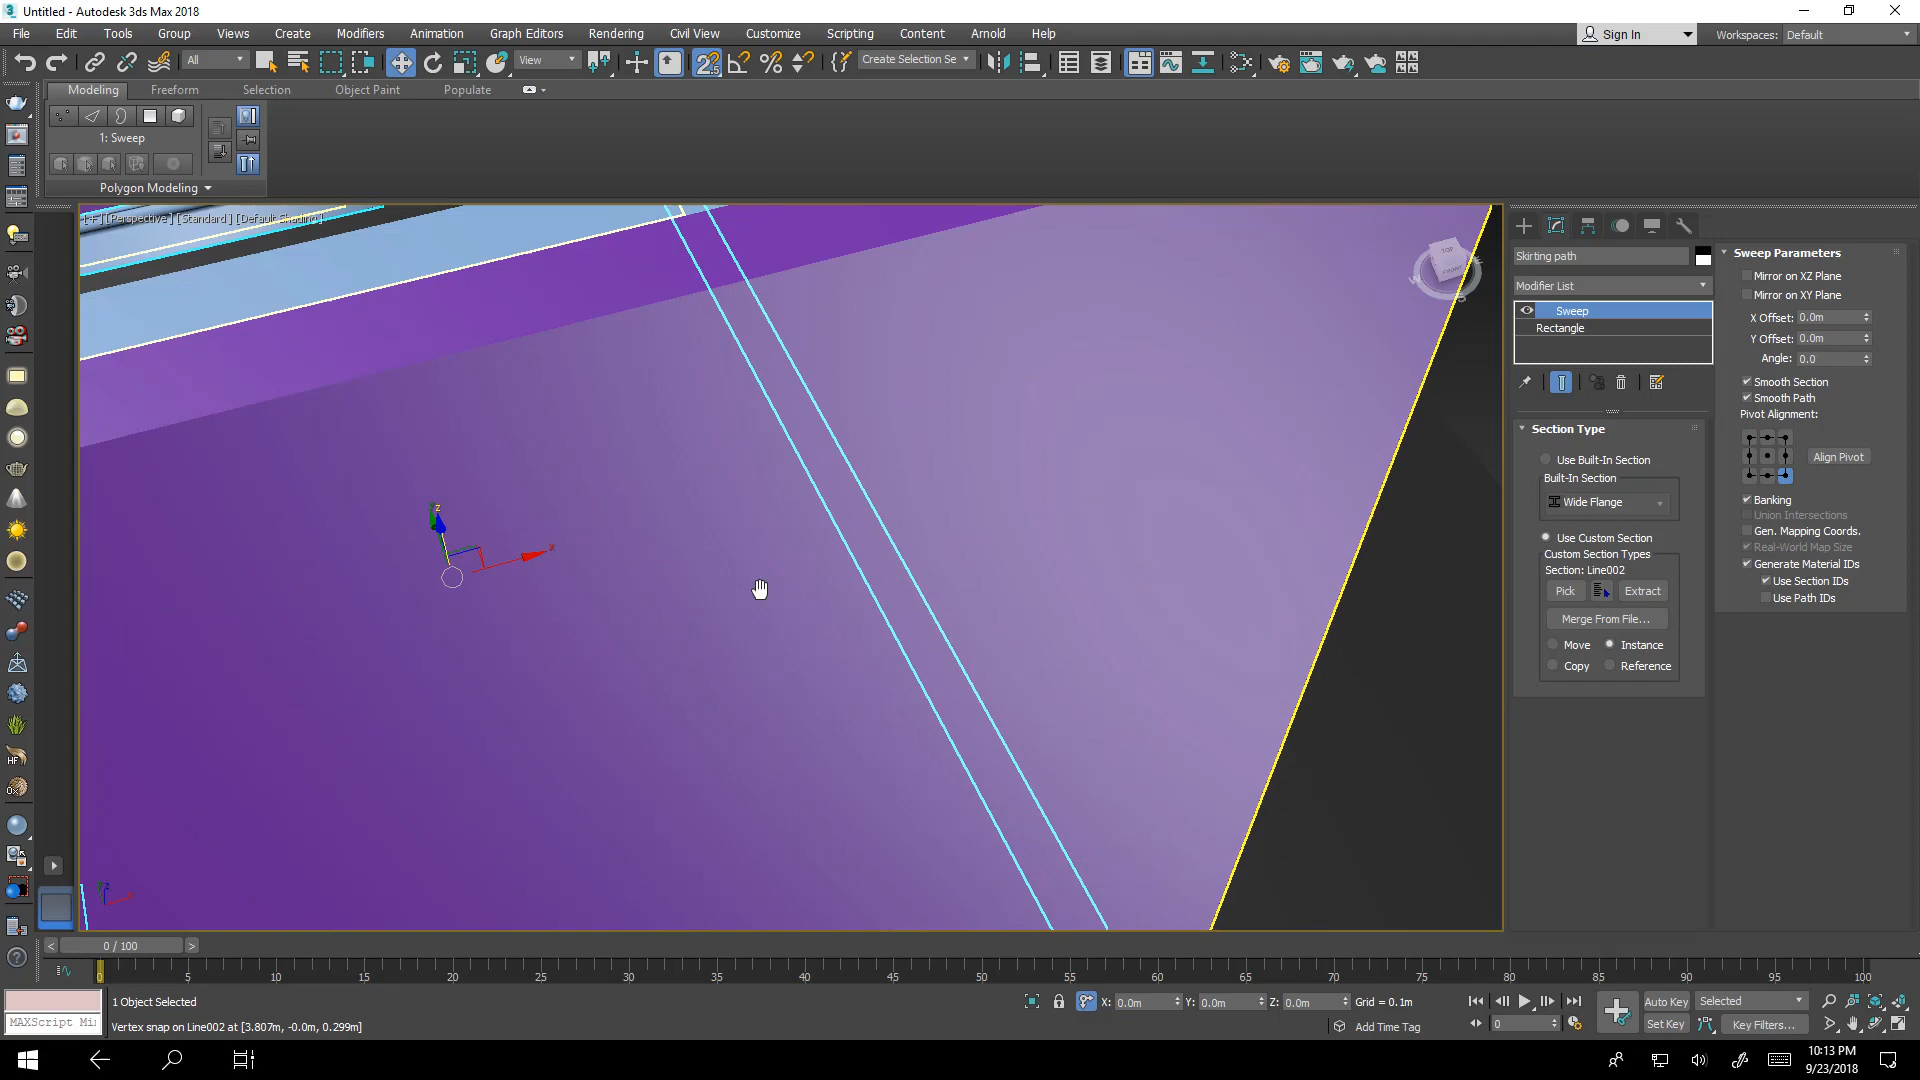 Untitled - Autodesk 3ds Max 2018
File Edit Tools Group Views Create Modifiers Animation Graph Editors Rendering Civil View Customize Scripting Content Arnold Help
Sign In
Workspaces: Default
All
View
Create Selection Se
Modeling Freeform Selection Object Paint Populate
1: Sweep
Polygon Modeling
[+] [Perspective] [Standard] [Default Shading]
TOP
FRONT
Skirting path
Modifier List
Sweep
Rectangle
Section Type
Use Built-In Section
Built-In Section
Wide Flange
Use Custom Section
Custom Section Types
Section: Line002
Pick Extract
Merge From File...
Move Instance
Copy Reference
Sweep Parameters
Mirror on XZ Plane
Mirror on XY Plane
X Offset: 0.0m
Y Offset: 0.0m
Angle: 0.0
Smooth Section
Smooth Path
Pivot Alignment:
Align Pivot
Banking
Union Intersections
Gen. Mapping Coords.
Real-World Map Size
Generate Material IDs
Use Section IDs
Use Path IDs
z
x
< 0 / 100 >
0 5 10 15 20 25 30 35 40 45 50 55 60 65 70 75 80 85 90 95 100
1 Object Selected
X: 0.0m Y: 0.0m Z: 0.0m Grid = 0.1m
Auto Key Selected
MAXScript Mi
Vertex snap on Line002 at [3.807m, -0.0m, 0.299m]
Add Time Tag
0
Set Key Key Filters...
10:13 PM
9/23/2018